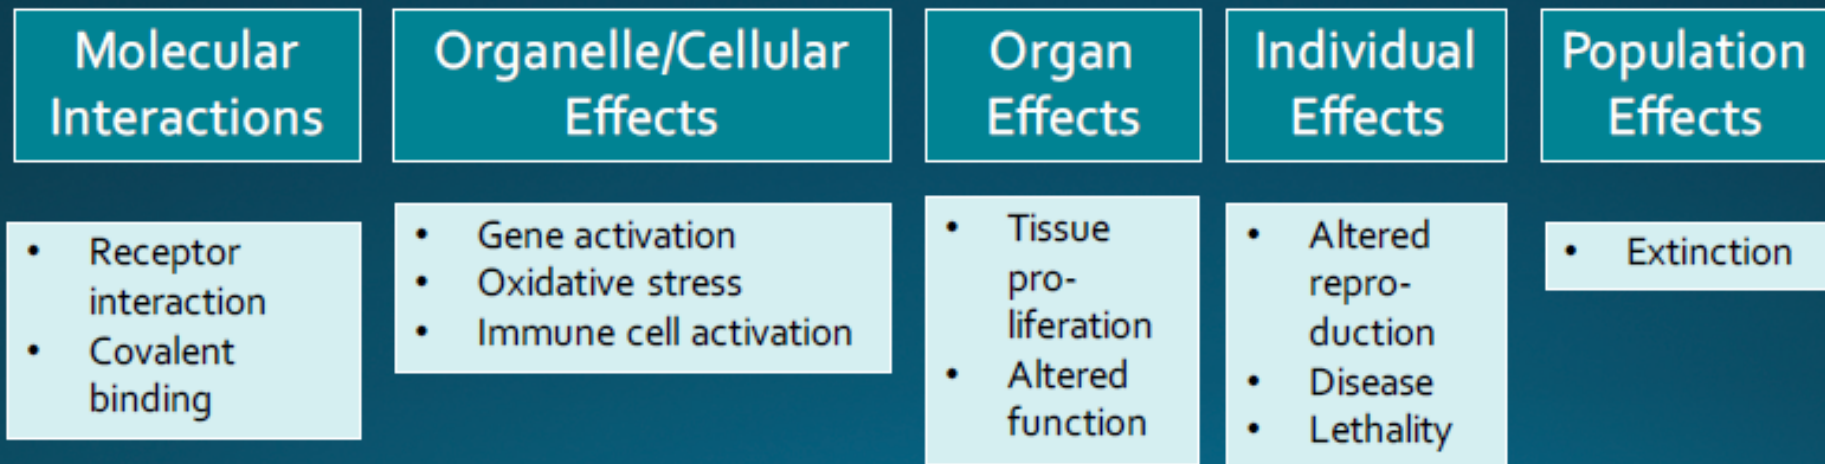 Molecular
Interactions
Organelle/Cellular
Effects
Organ
Effects
Individual
Effects
Population
Effects
• Receptor
interaction
• Covalent
binding
• Gene activation
• Oxidative stress
• Immune cell activation
• Tissue
pro-
liferation
• Altered
function
• Altered
repro-
duction
• Disease
• Lethality
• Extinction